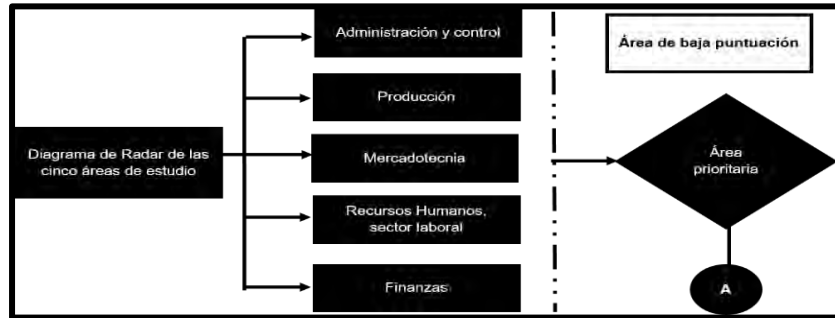 Diagrama de Radar de las
cinco áreas de estudio
Administración y control
Producción
Mercadotecnia
Recursos Humanos,
sector laboral
Finanzas
Área de baja puntuación
Área
prioritaria
A